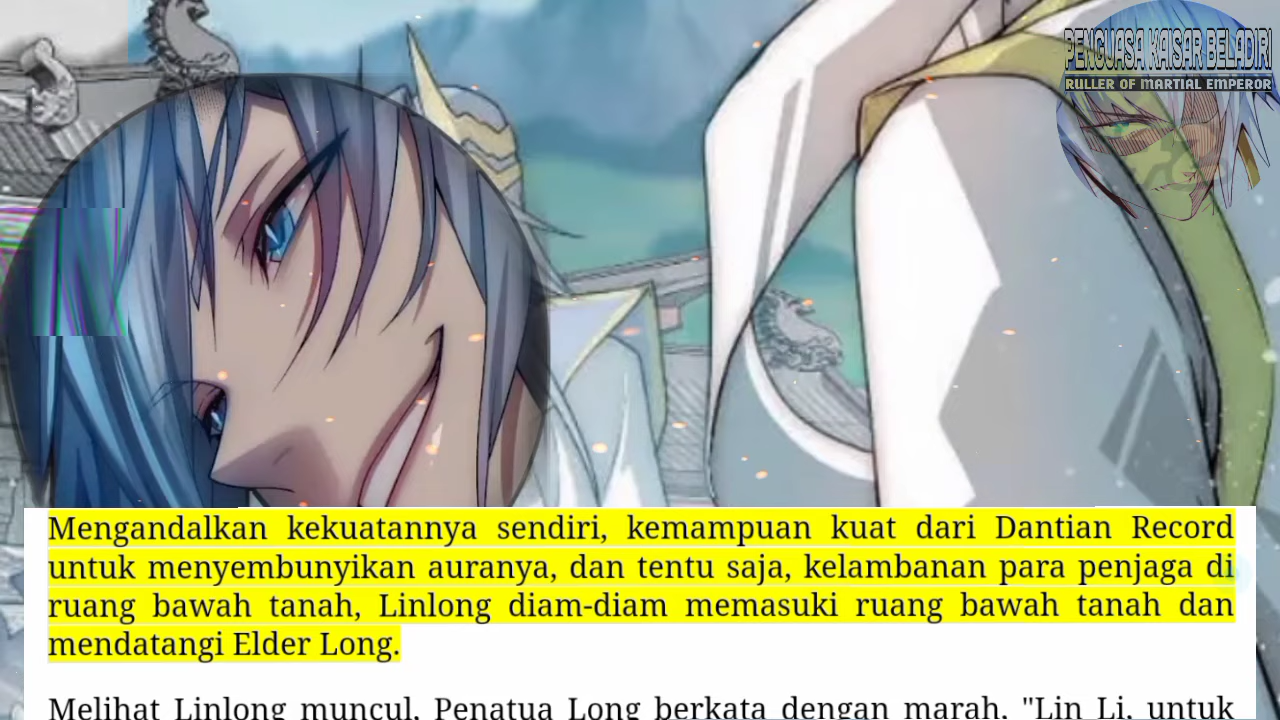 PENGUASA KAISAR BELADIRI
RULLER OF MARTIAL EMPEROR
Mengandalkan kekuatannya sendiri, kemampuan kuat dari Dantian Record
untuk menyembunyikan auranya, dan tentu saja, kelambanan para penjaga di
ruang bawah tanah, Linlong diam-diam memasuki ruang bawah tanah dan
mendatangi Elder Long.
Melihat Linlong muncul, Penatua Long berkata dengan marah, "Lin Li, untuk